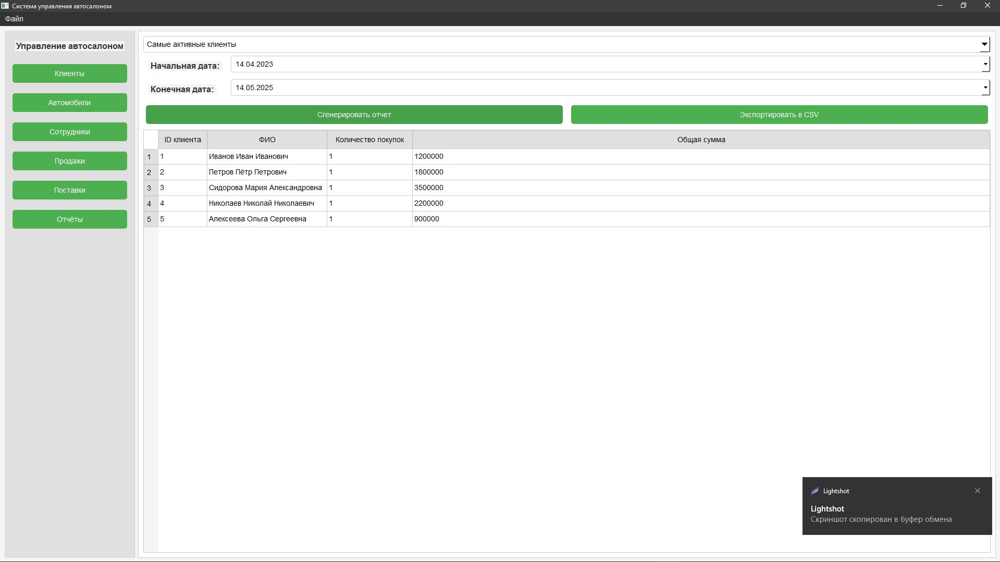 Система управления автосалоном
Файл
Управление автосалоном
Клиенты
Автомобили
Сотрудники
Продажи
Поставки
Отчёты
Самые активные клиенты
Начальная дата: 14.04.2023
Конечная дата: 14.05.2025
Сгенерировать отчет Экспортировать в CSV
ID клиента ФИО Количество покупок Общая сумма
1 1 Иванов Иван Иванович 1 1200000
2 2 Петров Пётр Петрович 1 1800000
3 3 Сидорова Мария Александровна 1 3500000
4 4 Николаев Николай Николаевич 1 2200000
5 5 Алексеева Ольга Сергеевна 1 900000
Lightshot
Lightshot
Скриншот скопирован в буфер обмена